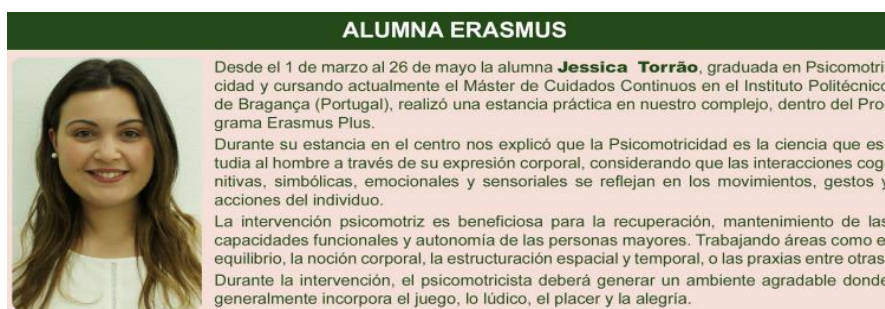 ALUMNA ERASMUS
Desde el 1 de marzo al 26 de mayo la alumna Jessica Torrão, graduada en Psicomotri-
cidad y cursando actualmente el Máster de Cuidados Continuos en el Instituto Politécnico
de Bragança (Portugal), realizó una estancia práctica en nuestro complejo, dentro del Pro-
grama Erasmus Plus.
Durante su estancia en el centro nos explicó que la Psicomotricidad es la ciencia que es-
tudia al hombre a través de su expresión corporal, considerando que las interacciones cog-
nitivas, simbólicas, emocionales y sensoriales se reflejan en los movimientos, gestos y
acciones del individuo.
La intervención psicomotriz es beneficiosa para la recuperación, mantenimiento de las
capacidades funcionales y autonomía de las personas mayores. Trabajando áreas como el
equilibrio, la noción corporal, la estructuración espacial y temporal, o las praxias entre otras.
Durante la intervención, el psicomotricista deberá generar un ambiente agradable donde
generalmente incorpora el juego, lo lúdico, el placer y la alegría.